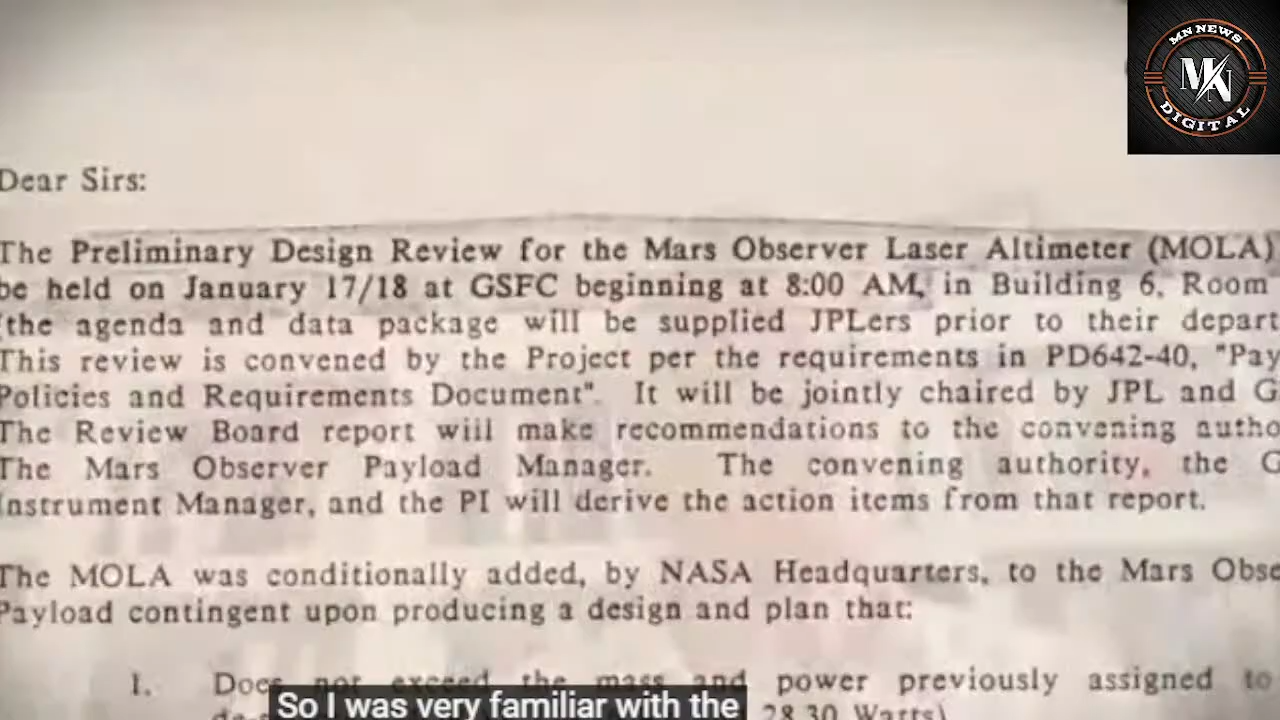 MN NEWS
MN
DIGITAL
Dear Sirs:
The Preliminary Design Review for the Mars Observer Laser Altimeter (MOLA)
be held on January 17/18 at GSFC beginning at 8:00 AM, in Building 6, Room
(the agenda and data package will be supplied JPLers prior to their depart
This review is convened by the Project per the requirements in PD642-40, "Pay
Policies and Requirements Document". It will be jointly chaired by JPL and G
The Review Board report will make recommendations to the convening autho
The Mars Observer Payload Manager. The convening authority, the G
Instrument Manager, and the PI will derive the action items from that report.
The MOLA was conditionally added, by NASA Headquarters, to the Mars Obse
Payload contingent upon producing a design and plan that:
1. Does not exceed the mass and power previously assigned to
28.30 Watts)
So I was very familiar with the